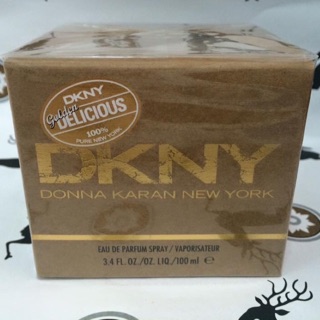 DKNY
Golden
DELICIOUS
100%
PURE NEW YORK
DKNY
DONNA KARAN NEW YORK
EAU DE PARFUM SPRAY / VAPORISATEUR
3.4 FL. OZ./OZ. LIQ./100 ml ℮